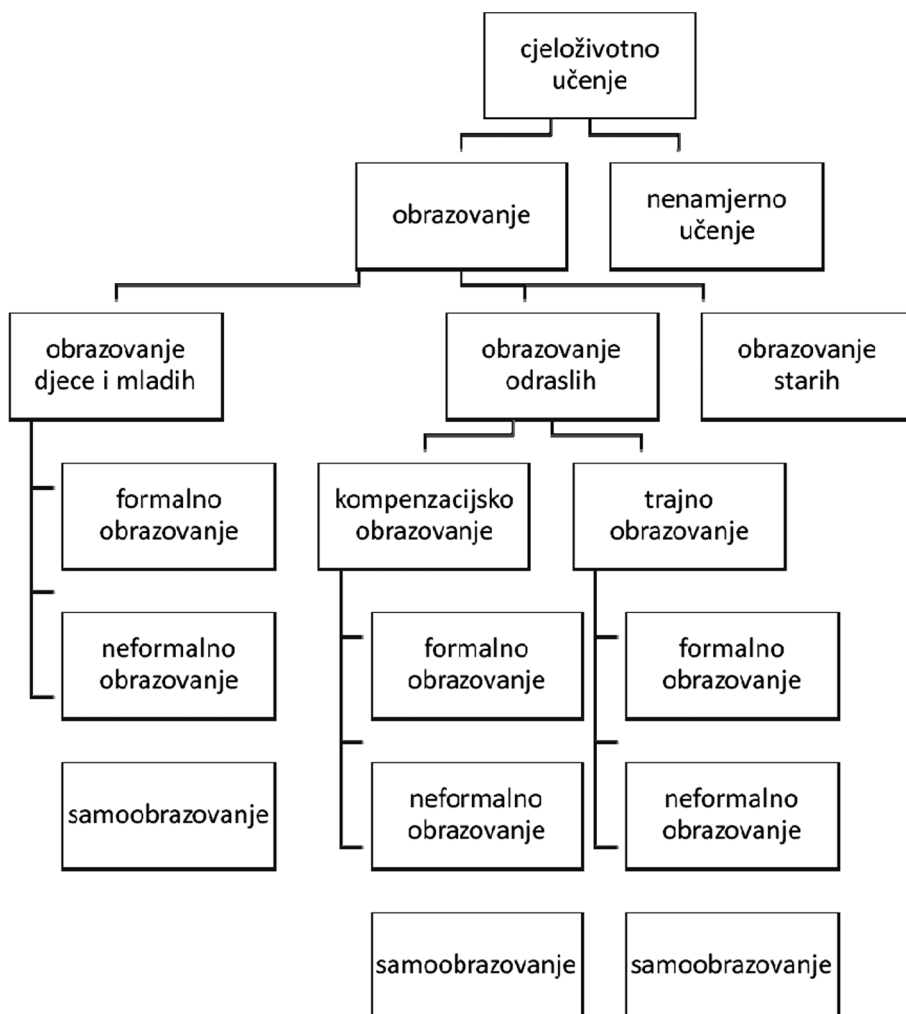 cjeloživotno
učenje
obrazovanje
nenamjerno
učenje
obrazovanje
djece i mladih
obrazovanje
odraslih
obrazovanje
starih
formalno
obrazovanje
neformalno
obrazovanje
samoobrazovanje
kompenzacijsko
obrazovanje
formalno
obrazovanje
neformalno
obrazovanje
samoobrazovanje
trajno
obrazovanje
formalno
obrazovanje
neformalno
obrazovanje
samoobrazovanje